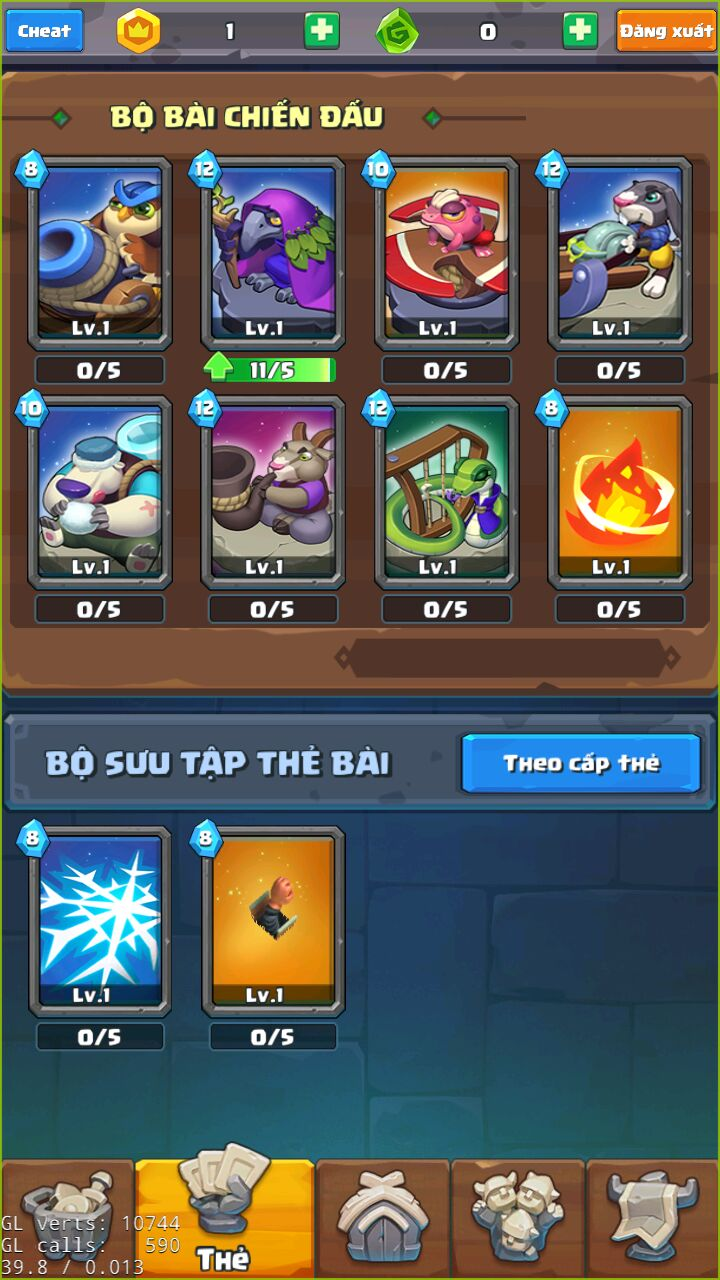 Cheat 1 0 Đăng xuất
BỘ BÀI CHIẾN ĐẤU
8 12 10 12
Lv.1 Lv.1 Lv.1 Lv.1
0/5 11/5 0/5 0/5
10 12 12 8
Lv.1 Lv.1 Lv.1 Lv.1
0/5 0/5 0/5 0/5
BỘ SƯU TẬP THẺ BÀI Theo cấp thẻ
8 8
Lv.1 Lv.1
0/5 0/5
GL verts: 10744
GL calls: 590
39.8 / 0.013
Thẻ